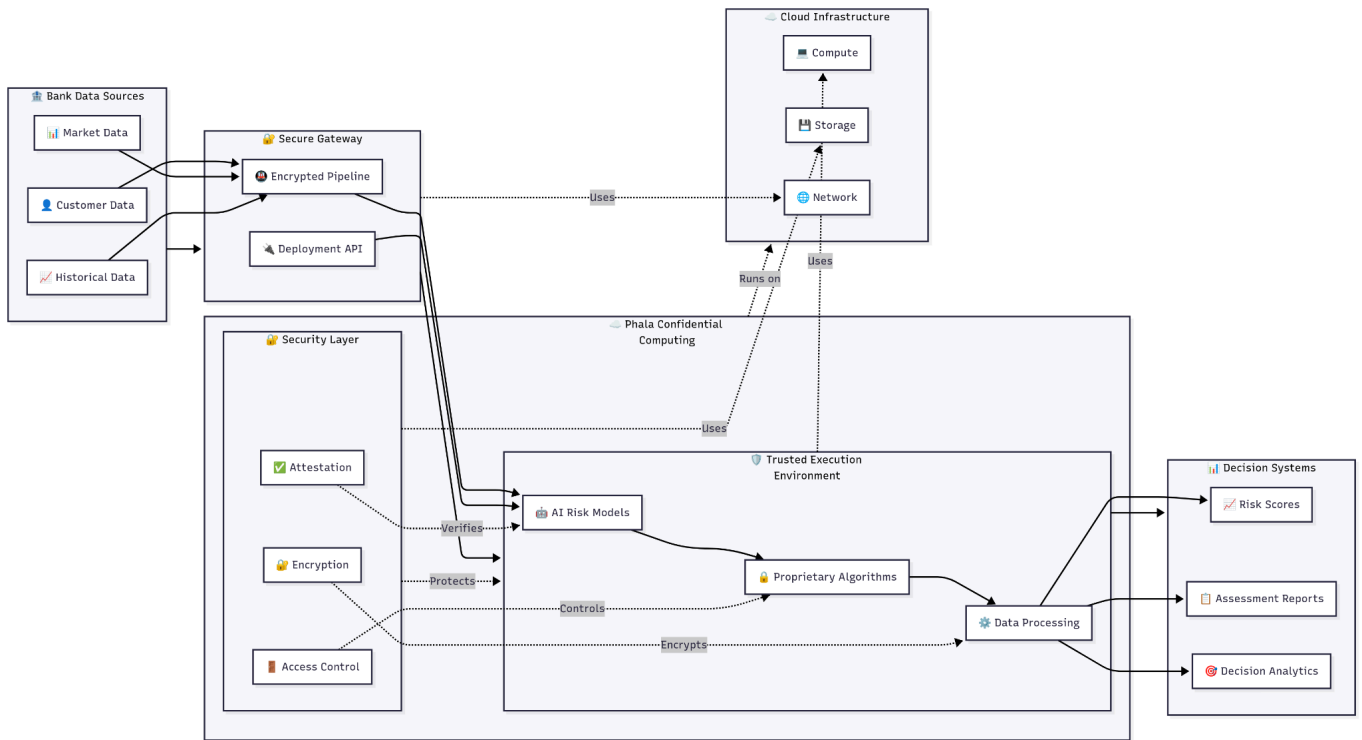 ☁️ Cloud Infrastructure
💻 Compute
💾 Storage
🌐 Network
🏦 Bank Data Sources
📊 Market Data
👤 Customer Data
📈 Historical Data
🔐 Secure Gateway
🚇 Encrypted Pipeline
🔌 Deployment API
Uses
Uses
Runs on
☁️ Phala Confidential
Computing
🔐 Security Layer
✅ Attestation
🔐 Encryption
🚪 Access Control
Uses
Verifies
Protects
Controls
Encrypts
🛡️ Trusted Execution
Environment
🤖 AI Risk Models
🔒 Proprietary Algorithms
⚙️ Data Processing
📊 Decision Systems
📈 Risk Scores
📋 Assessment Reports
🎯 Decision Analytics